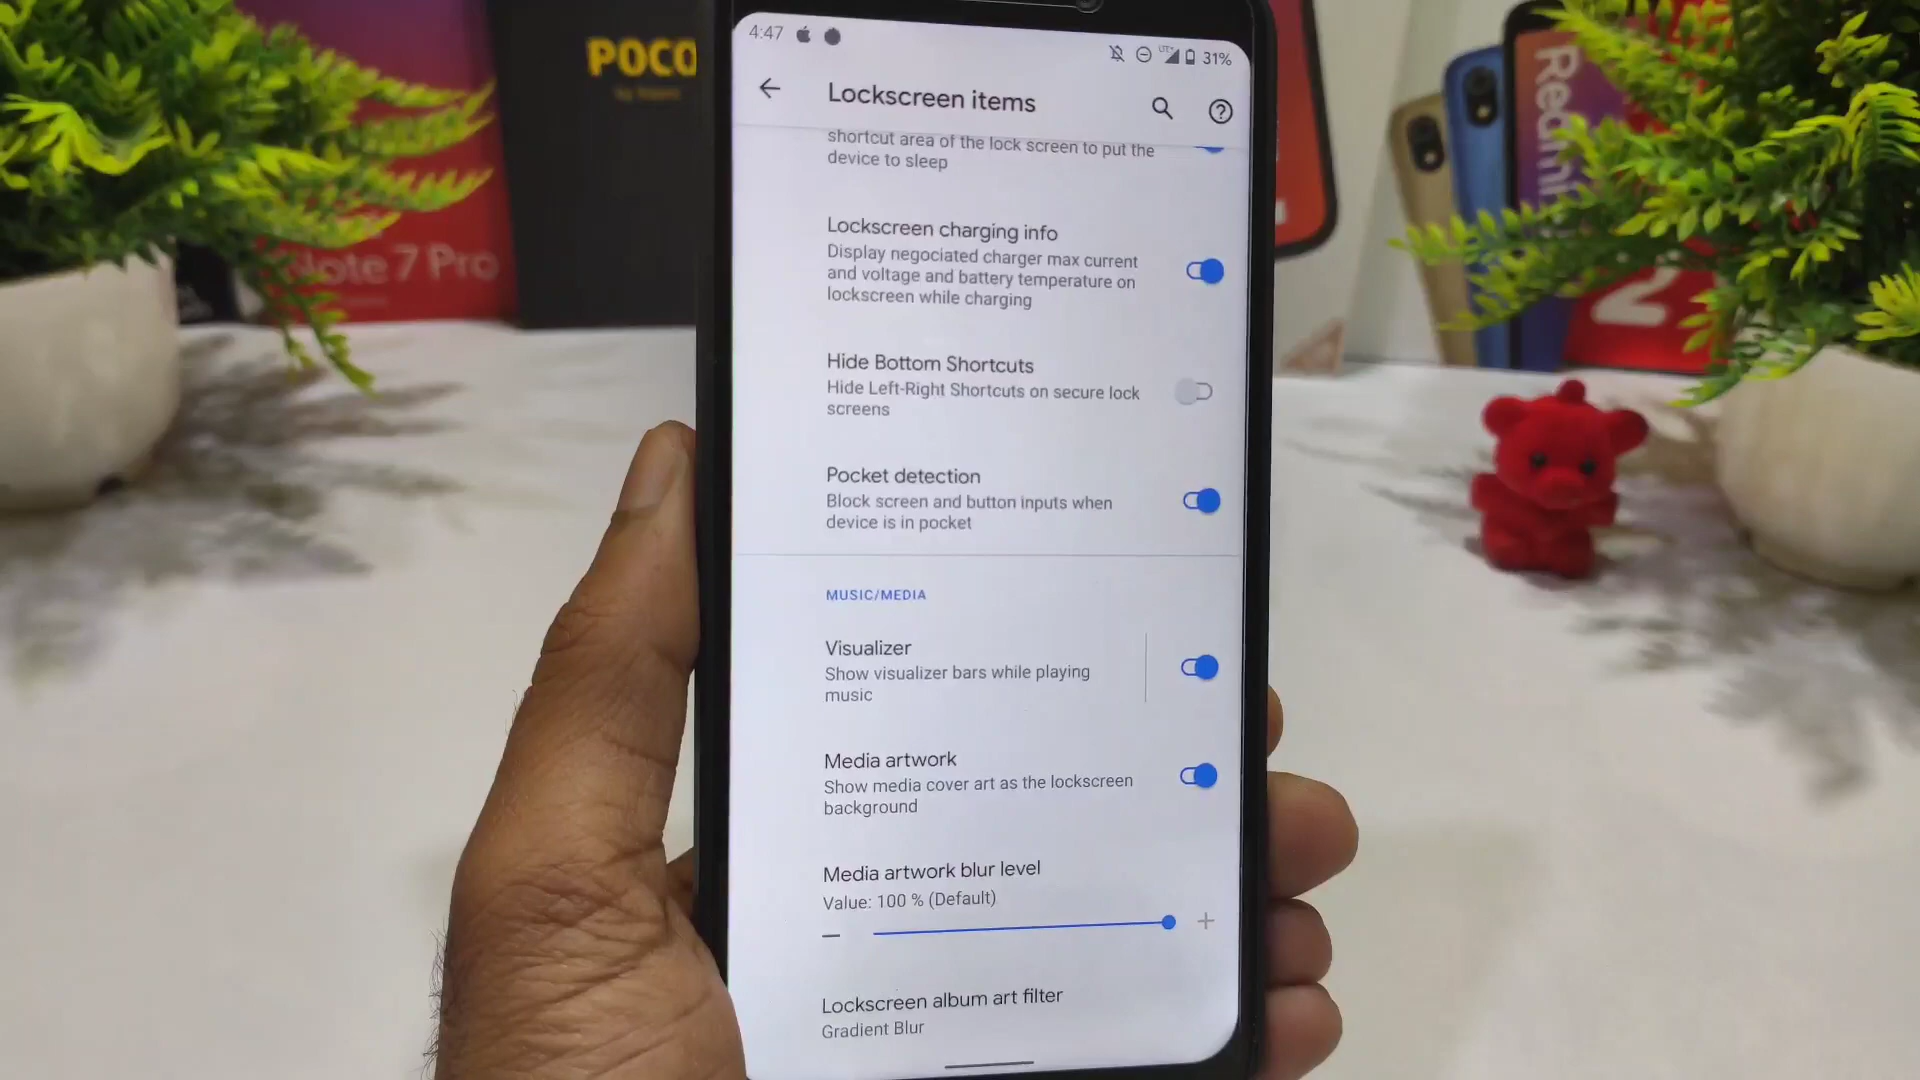 POCO
Note 7 Pro
Redmi
2
4:47
LTE+
31%
Lockscreen items
shortcut area of the lock screen to put the
device to sleep
Lockscreen charging info
Display negociated charger max current
and voltage and battery temperature on
lockscreen while charging
Hide Bottom Shortcuts
Hide Left-Right Shortcuts on secure lock
screens
Pocket detection
Block screen and button inputs when
device is in pocket
MUSIC/MEDIA
Visualizer
Show visualizer bars while playing
music
Media artwork
Show media cover art as the lockscreen
background
Media artwork blur level
Value: 100 % (Default)
Lockscreen album art filter
Gradient Blur